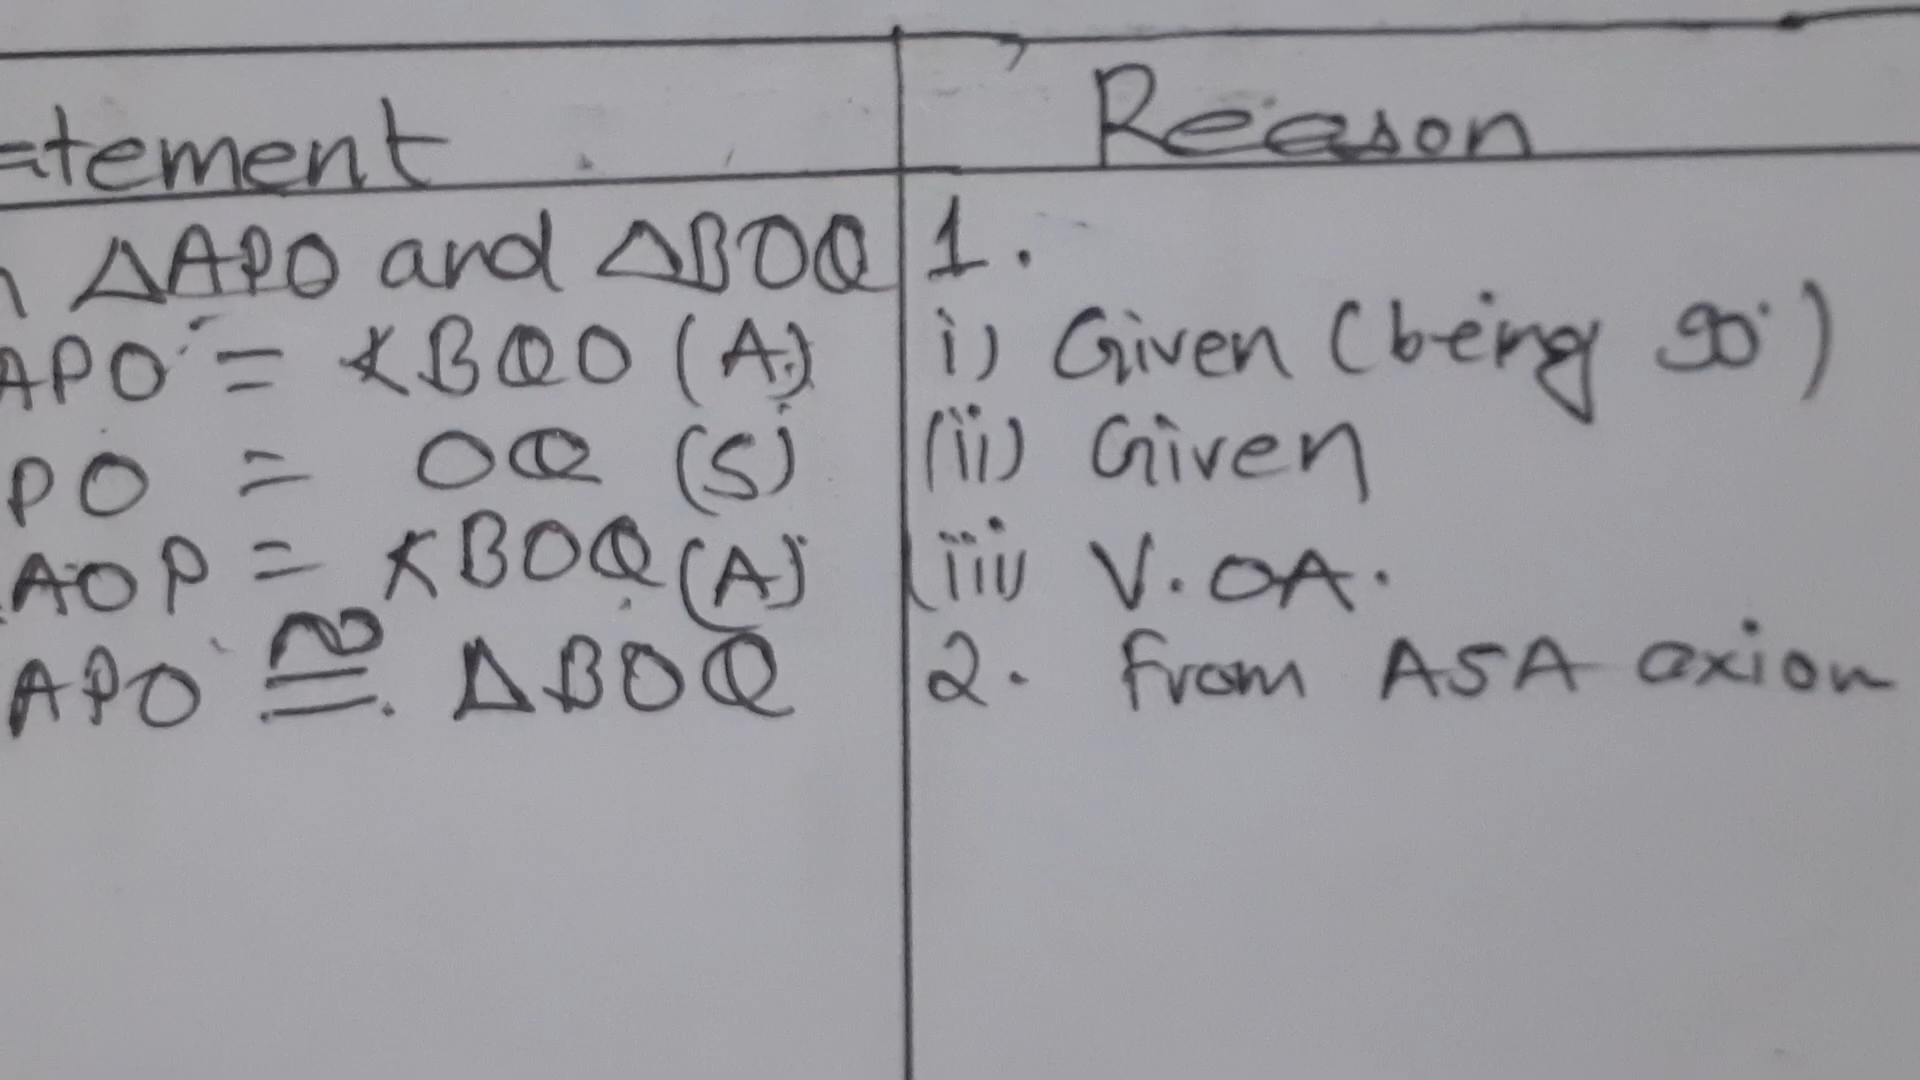 atement
Reason
ΔAPO and ΔBOQ
1.
APO = ∠BQO (A)
i) Given (being 90°)
PO = OQ (S)
(ii) Given
AOP = ∠BOQ (A)
(iii) V.OA.
APO ≅ ΔBOQ
2. From ASA axiom